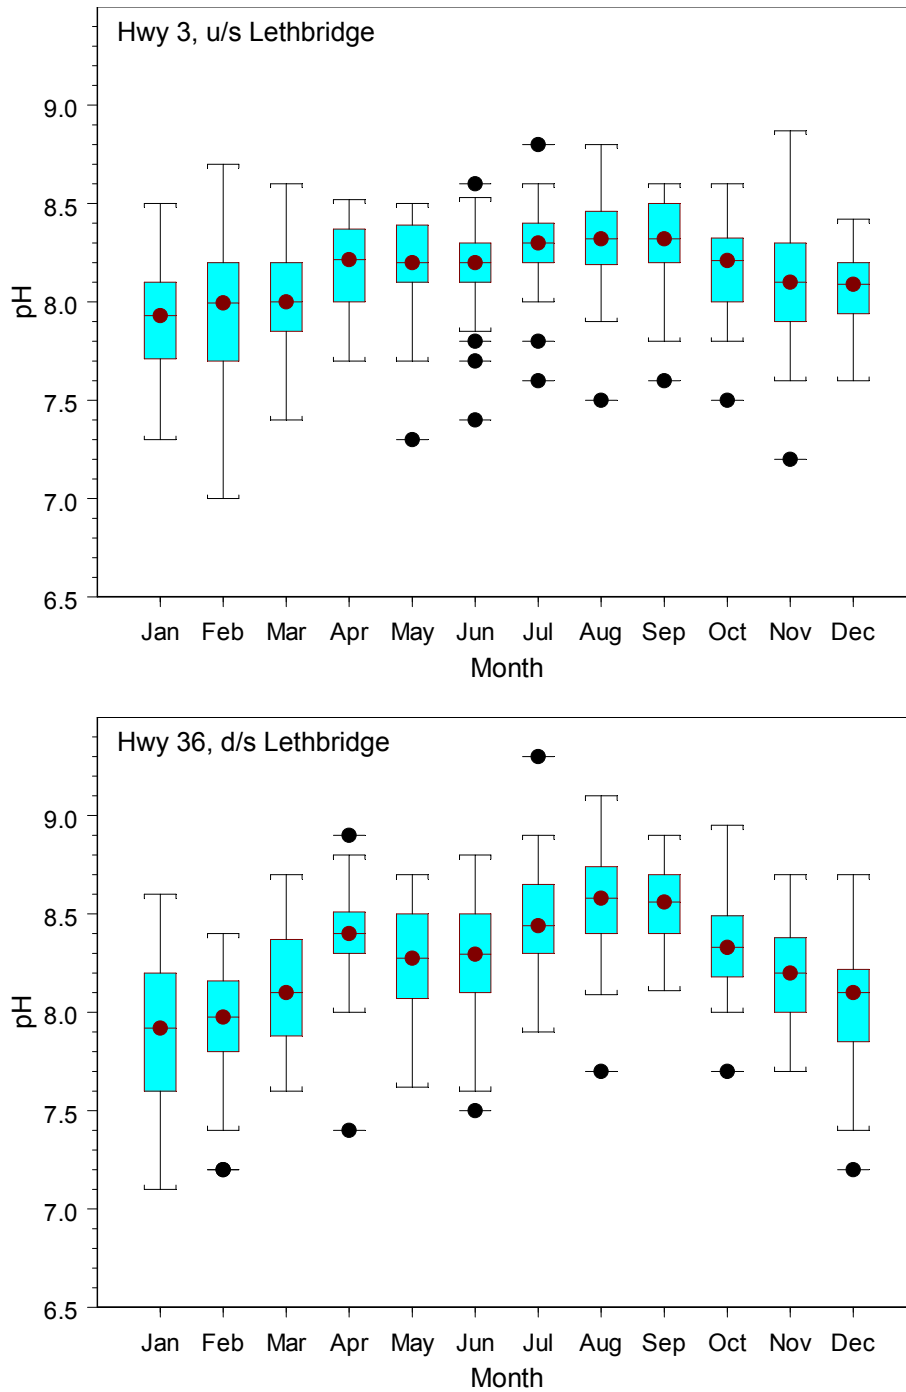 Hwy 3, u/s Lethbridge
9.0
8.5
8.0
7.5
7.0
6.5
pH
Jan Feb Mar Apr May Jun Jul Aug Sep Oct Nov Dec
Month
Hwy 36, d/s Lethbridge
9.0
8.5
8.0
7.5
7.0
6.5
pH
Jan Feb Mar Apr May Jun Jul Aug Sep Oct Nov Dec
Month